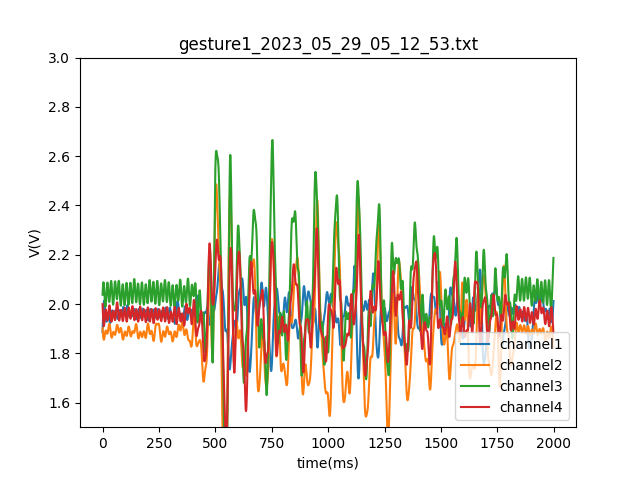 gesture1_2023_05_29_05_12_53.txt
3.0
2.8
2.6
2.4
2.2
2.0
1.8
1.6
V(V)
0 250 500 750 1000 1250 1500 1750 2000
time(ms)
channel1
channel2
channel3
channel4